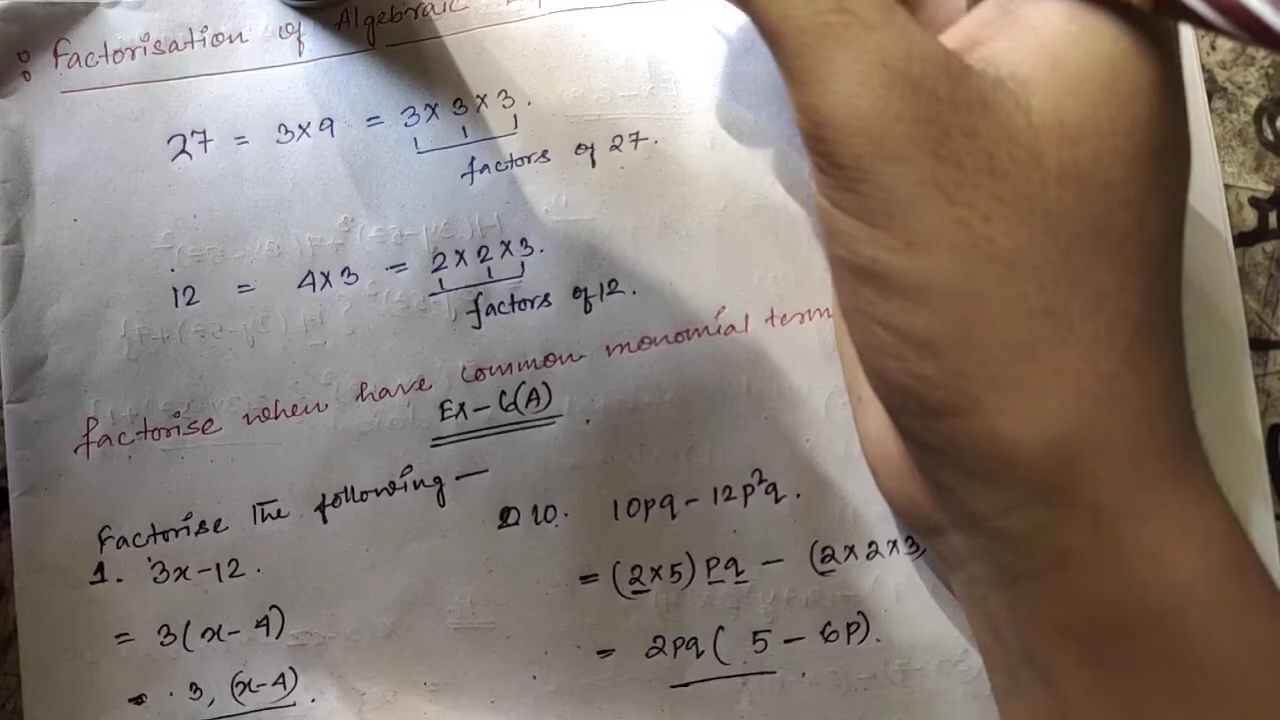 : Factorisation of Algebraic
27 = 3×9 = 3×3×3.
factors of 27.
12 = 4×3 = 2×2×3.
factors of 12.
factorise when have common monomial term
Ex-6(A)
Factorise The following —
1. 3x-12.
= 3(x-4)
= 3, (x-4).
Q 10. 10pq - 12p²q.
= (2×5) pq - (2×2×3)
= 2pq ( 5 - 6p).